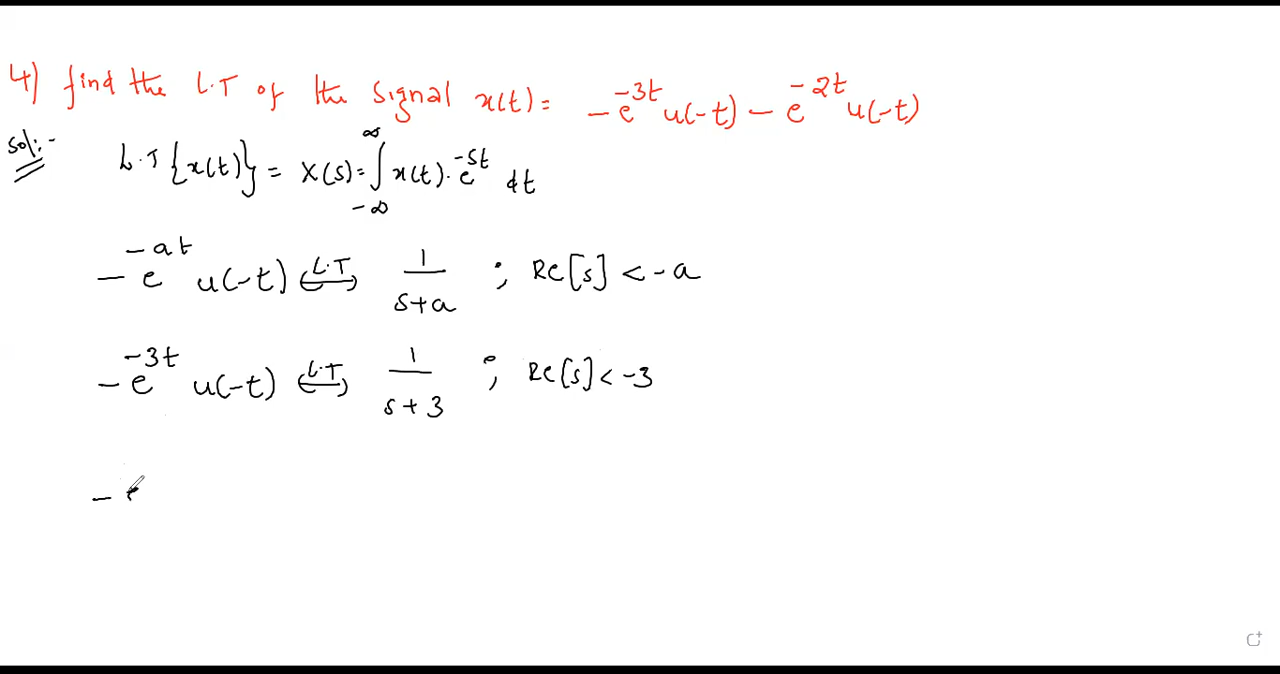 4) find the L.T of the signal x(t) = -e^{-3t} u(-t) - e^{-2t} u(-t)
Sol:-
L.T {x(t)} = X(s) = ∫_{-∞}^{∞} x(t) · e^{-st} dt
-e^{-at} u(-t) ⟷^{L.T} 1/(s+a) ; Re[s] < -a
-e^{-3t} u(-t) ⟷^{L.T} 1/(s+3) ; Re[s] < -3
- e